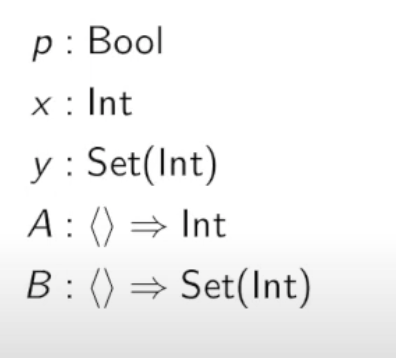 p : Bool
x : Int
y : Set(Int)
A : ⟨⟩ ⇒ Int
B : ⟨⟩ ⇒ Set(Int)